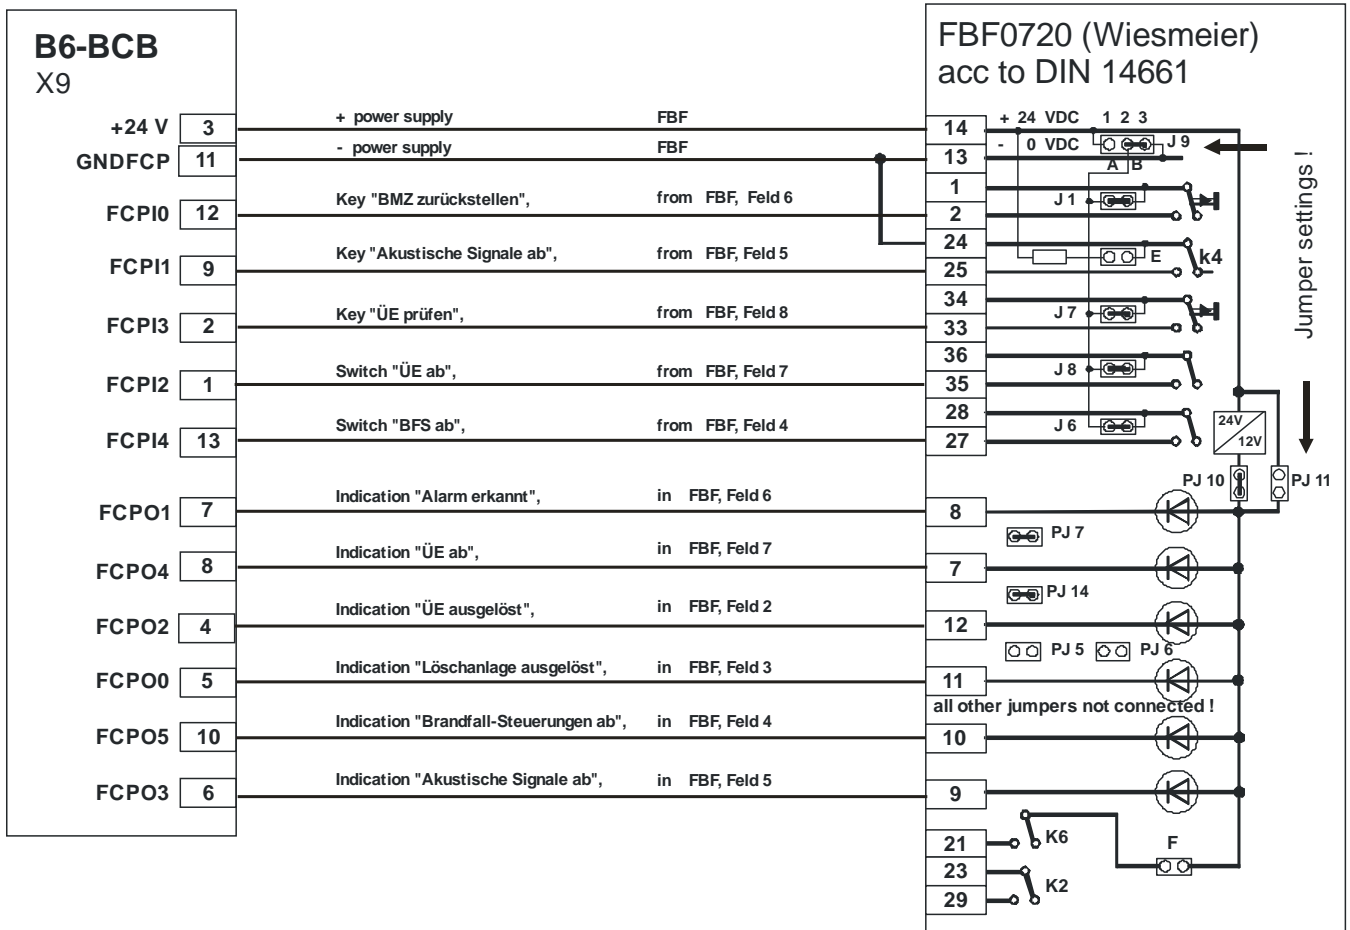 B6-BCB
X9
FBF0720 (Wiesmeier)
acc to DIN 14661
+24 V 3 + power supply FBF 14 + 24 VDC 1 2 3
GNDFCP 11 - power supply FBF 13 - 0 VDC J 9
A B
1 J 1
FCPI0 12 Key "BMZ zurückstellen", from FBF, Feld 6 2
24
FCPI1 9 Key "Akustische Signale ab", from FBF, Feld 5 25 E k4
34
FCPI3 2 Key "ÜE prüfen", from FBF, Feld 8 33 J 7
36
FCPI2 1 Switch "ÜE ab", from FBF, Feld 7 35 J 8
28
FCPI4 13 Switch "BFS ab", from FBF, Feld 4 27 J 6
Jumper settings !
24V
12V
PJ 10 PJ 11
FCPO1 7 Indication "Alarm erkannt", in FBF, Feld 6 8
PJ 7
FCPO4 8 Indication "ÜE ab", in FBF, Feld 7 7
PJ 14
FCPO2 4 Indication "ÜE ausgelöst", in FBF, Feld 2 12
PJ 5 PJ 6
FCPO0 5 Indication "Löschanlage ausgelöst", in FBF, Feld 3 11
all other jumpers not connected !
FCPO5 10 Indication "Brandfall-Steuerungen ab", in FBF, Feld 4 10
FCPO3 6 Indication "Akustische Signale ab", in FBF, Feld 5 9
21 K6 F
23
29 K2